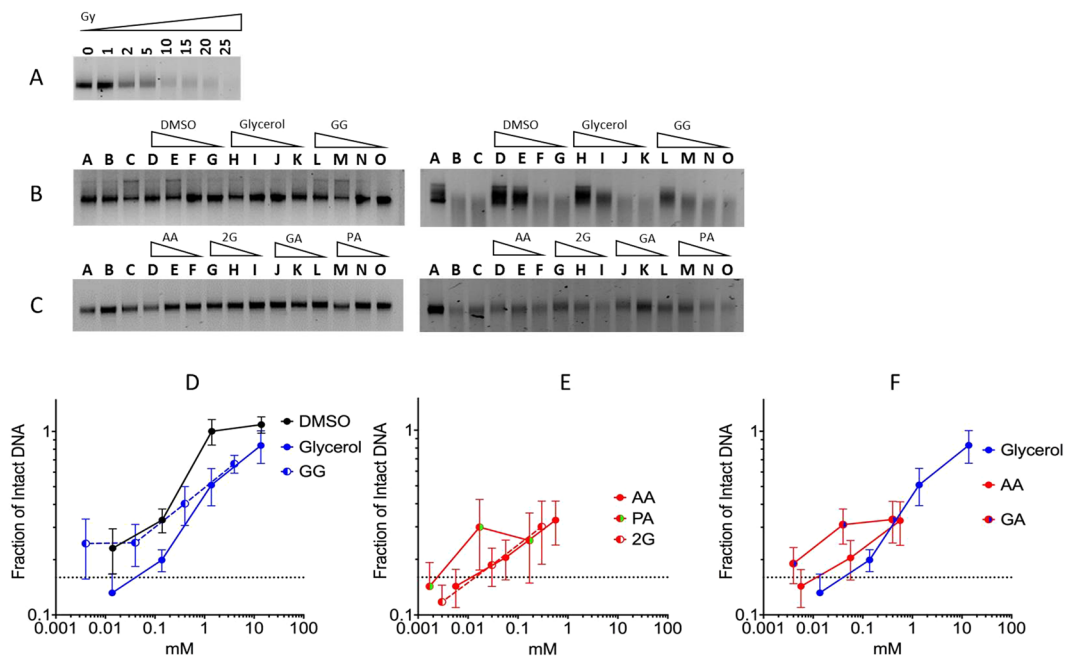 Gy
0 1 2 5 10 15 20 25
A
DMSO Glycerol GG DMSO Glycerol GG
A B C D E F G H I J K L M N O A B C D E F G H I J K L M N O
B
AA 2G GA PA AA 2G GA PA
A B C D E F G H I J K L M N O A B C D E F G H I J K L M N O
C
D
Fraction of Intact DNA
1
0.1
0.001 0.01 0.1 1 10 100
mM
DMSO
Glycerol
GG
E
Fraction of Intact DNA
1
0.1
0.001 0.01 0.1 1 10 100
mM
AA
PA
2G
F
Fraction of Intact DNA
1
0.1
0.001 0.01 0.1 1 10 100
mM
Glycerol
AA
GA